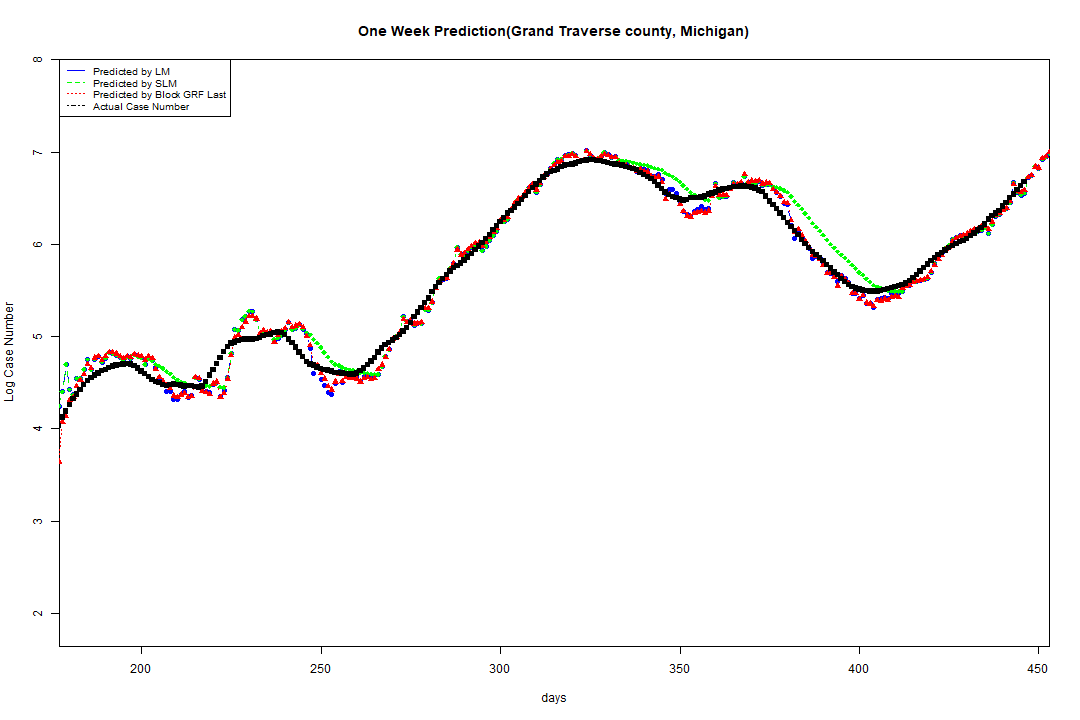 One Week Prediction(Grand Traverse county, Michigan)
Predicted by LM
Predicted by SLM
Predicted by Block GRF Last
Actual Case Number
8
7
6
5
4
3
2
Log Case Number
200 250 300 350 400 450
days